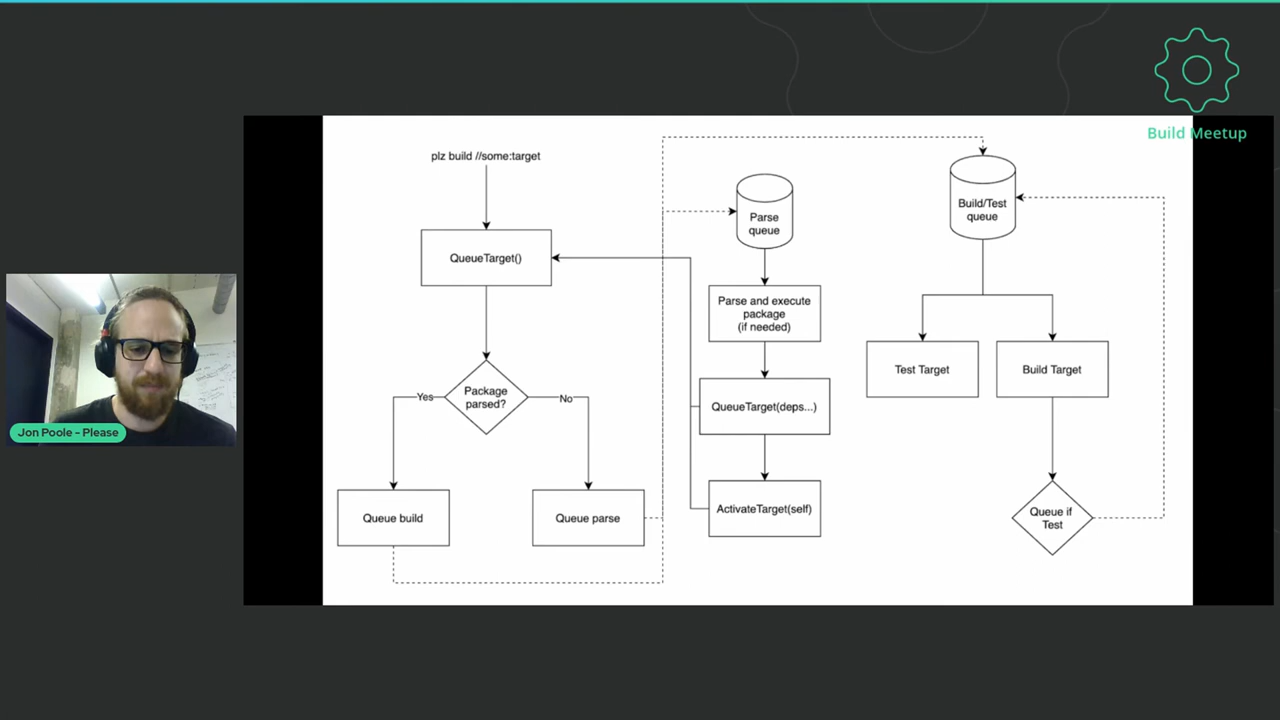 Build Meetup
plz build //some:target
QueueTarget()
Package
parsed?
Yes
No
Queue build
Queue parse
Parse
queue
Parse and execute
package
(if needed)
QueueTarget(deps...)
ActivateTarget(self)
Build/Test
queue
Test Target
Build Target
Queue if
Test
Jon Poole - Please